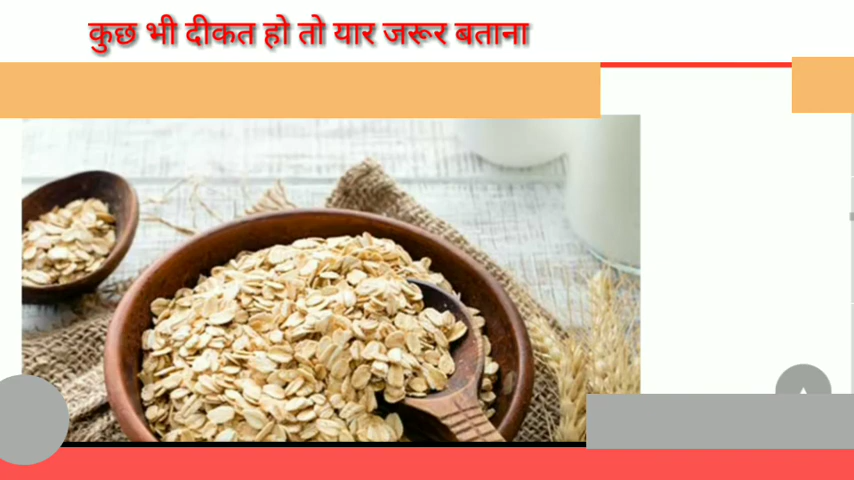 कुछ भी दीकत हो तो यार जरूर बताना